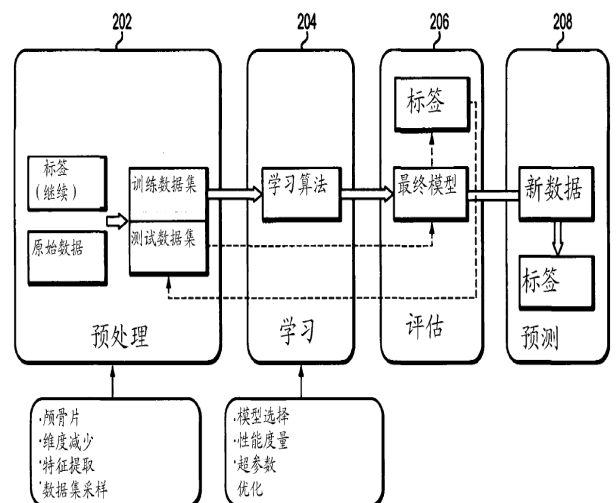 202
204
206
208
标签
(继续)
原始数据
训练数据集
测试数据集
预处理
学习算法
学习
标签
最终模型
评估
新数据
标签
预测
·颅骨片
·维度减少
·特征提取
·数据集采样
·模型选择
·性能度量
·超参数
优化